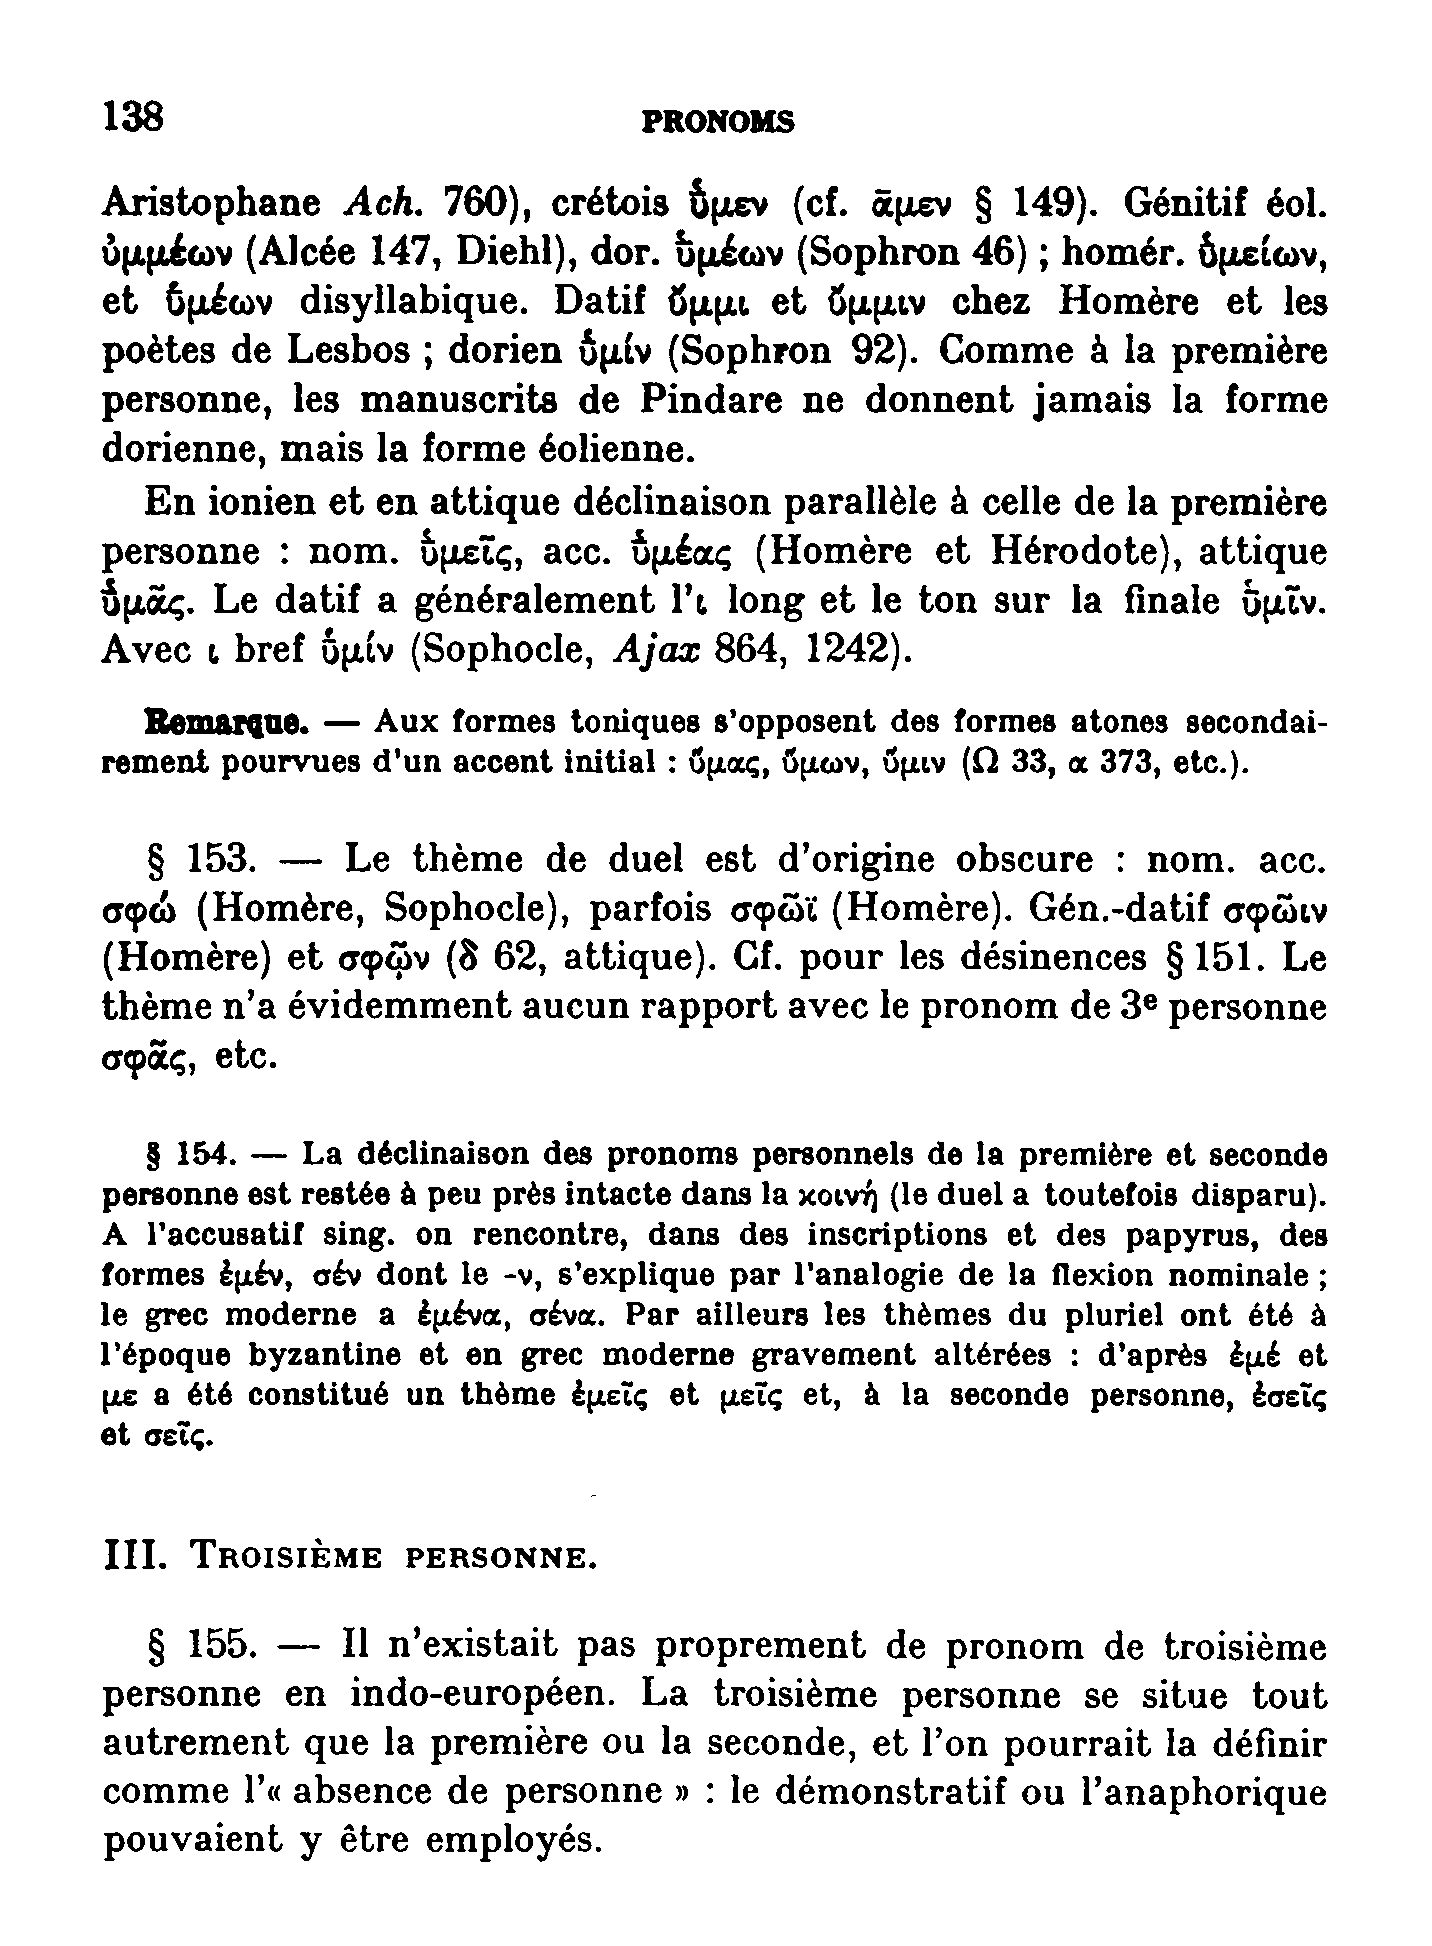 138 PRONOMS
Aristophane Ach. 760), crétois ὑμεν (cf. ἆμεν § 149). Génitif éol.
ὐμμέων (Alcée 147, Diehl), dor. ὑμέων (Sophron 46) ; homér. ὑμείων,
et ὑμέων disyllabique. Datif ὔμμι et ὔμμιν chez Homère et les
poètes de Lesbos ; dorien ὑμίν (Sophron 92). Comme à la première
personne, les manuscrits de Pindare ne donnent jamais la forme
dorienne, mais la forme éolienne.
En ionien et en attique déclinaison parallèle à celle de la première
personne : nom. ὑμεῖς, acc. ὑμέας (Homère et Hérodote), attique
ὑμᾶς. Le datif a généralement l’ι long et le ton sur la finale ὑμῖν.
Avec ι bref ὑμίν (Sophocle, Ajax 864, 1242).
Remarque. — Aux formes toniques s’opposent des formes atones secondai-
rement pourvues d’un accent initial : ὕμας, ὕμων, ὕμιν (Ω 33, α 373, etc.).
§ 153. — Le thème de duel est d’origine obscure : nom. acc.
σφώ (Homère, Sophocle), parfois σφῶϊ (Homère). Gén.-datif σφῶιν
(Homère) et σφῷν (δ 62, attique). Cf. pour les désinences § 151. Le
thème n’a évidemment aucun rapport avec le pronom de 3ᵉ personne
σφᾶς, etc.
§ 154. — La déclinaison des pronoms personnels de la première et seconde
personne est restée à peu près intacte dans la κοινή (le duel a toutefois disparu).
A l’accusatif sing. on rencontre, dans des inscriptions et des papyrus, des
formes ἐμέν, σέν dont le -ν, s’explique par l’analogie de la flexion nominale ;
le grec moderne a ἐμένα, σένα. Par ailleurs les thèmes du pluriel ont été à
l’époque byzantine et en grec moderne gravement altérées : d’après ἐμέ et
με a été constitué un thème ἐμεῖς et μεῖς et, à la seconde personne, ἐσεῖς
et σεῖς.
III. TROISIÈME PERSONNE.
§ 155. — Il n’existait pas proprement de pronom de troisième
personne en indo-européen. La troisième personne se situe tout
autrement que la première ou la seconde, et l’on pourrait la définir
comme l’« absence de personne » : le démonstratif ou l’anaphorique
pouvaient y être employés.